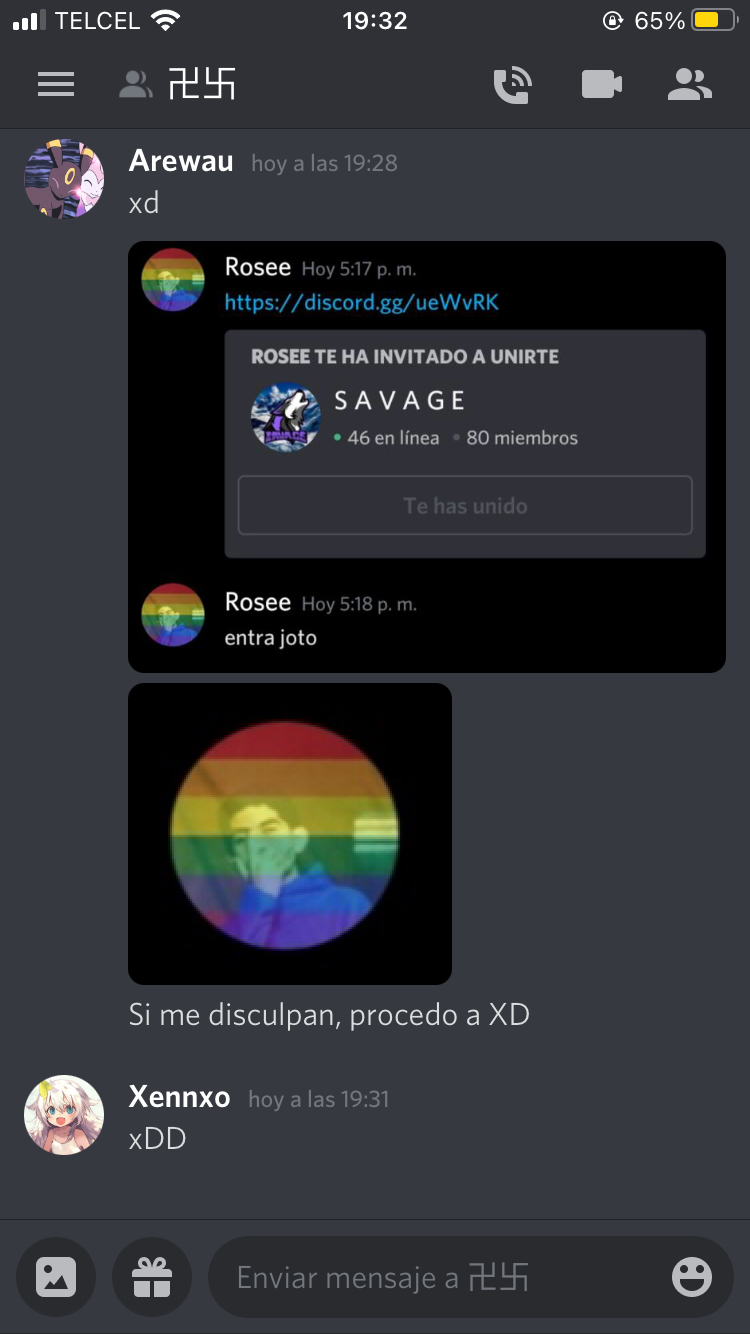 TELCEL 19:32 65%
卍卐
Arewau hoy a las 19:28
xd
Rosee Hoy 5:17 p. m.
https://discord.gg/ueWvRK
ROSEE TE HA INVITADO A UNIRTE
S A V A G E
46 en línea 80 miembros
Te has unido
Rosee Hoy 5:18 p. m.
entra joto
Si me disculpan, procedo a XD
Xennxo hoy a las 19:31
xDD
Enviar mensaje a 卍卐